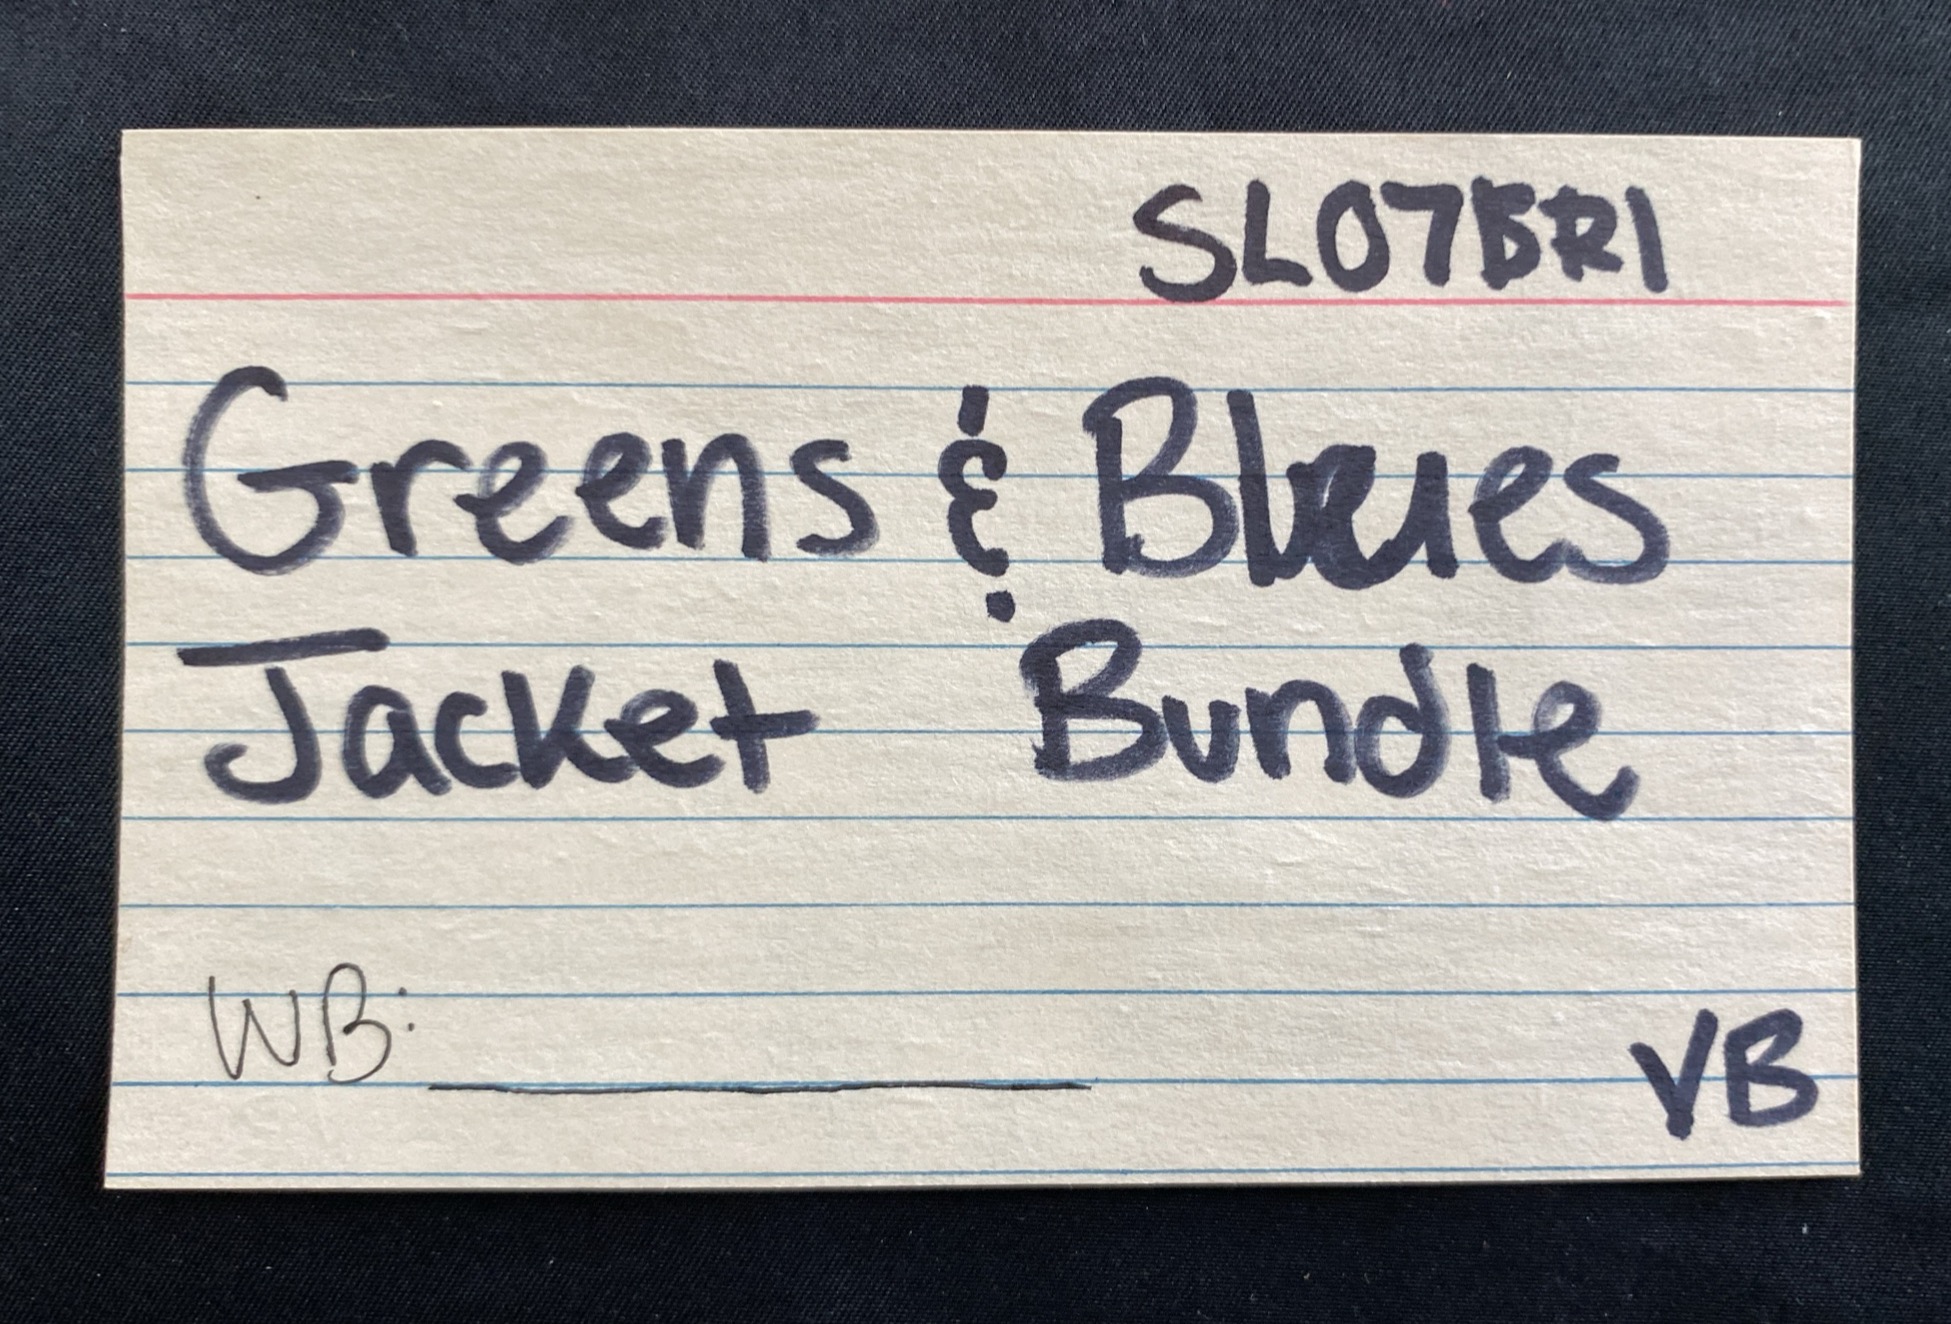 SL07BR1
Greens & Blues
Jacket Bundle
WB:
VB